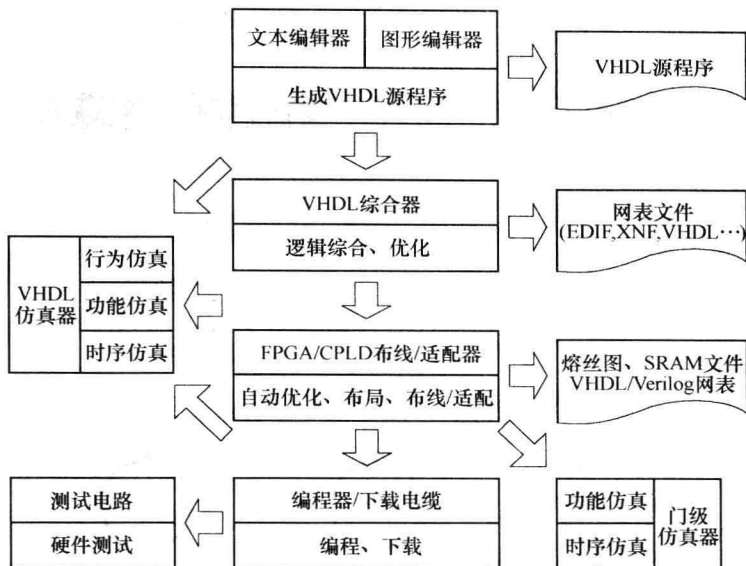 文本编辑器
图形编辑器
生成VHDL源程序
VHDL源程序
VHDL综合器
逻辑综合、优化
网表文件
(EDIF,XNF,VHDL…)
VHDL
仿真器
行为仿真
功能仿真
时序仿真
FPGA/CPLD布线/适配器
自动优化、布局、布线/适配
熔丝图、SRAM文件
VHDL/Verilog网表
测试电路
硬件测试
编程器/下载电缆
编程、下载
功能仿真
时序仿真
门级
仿真器